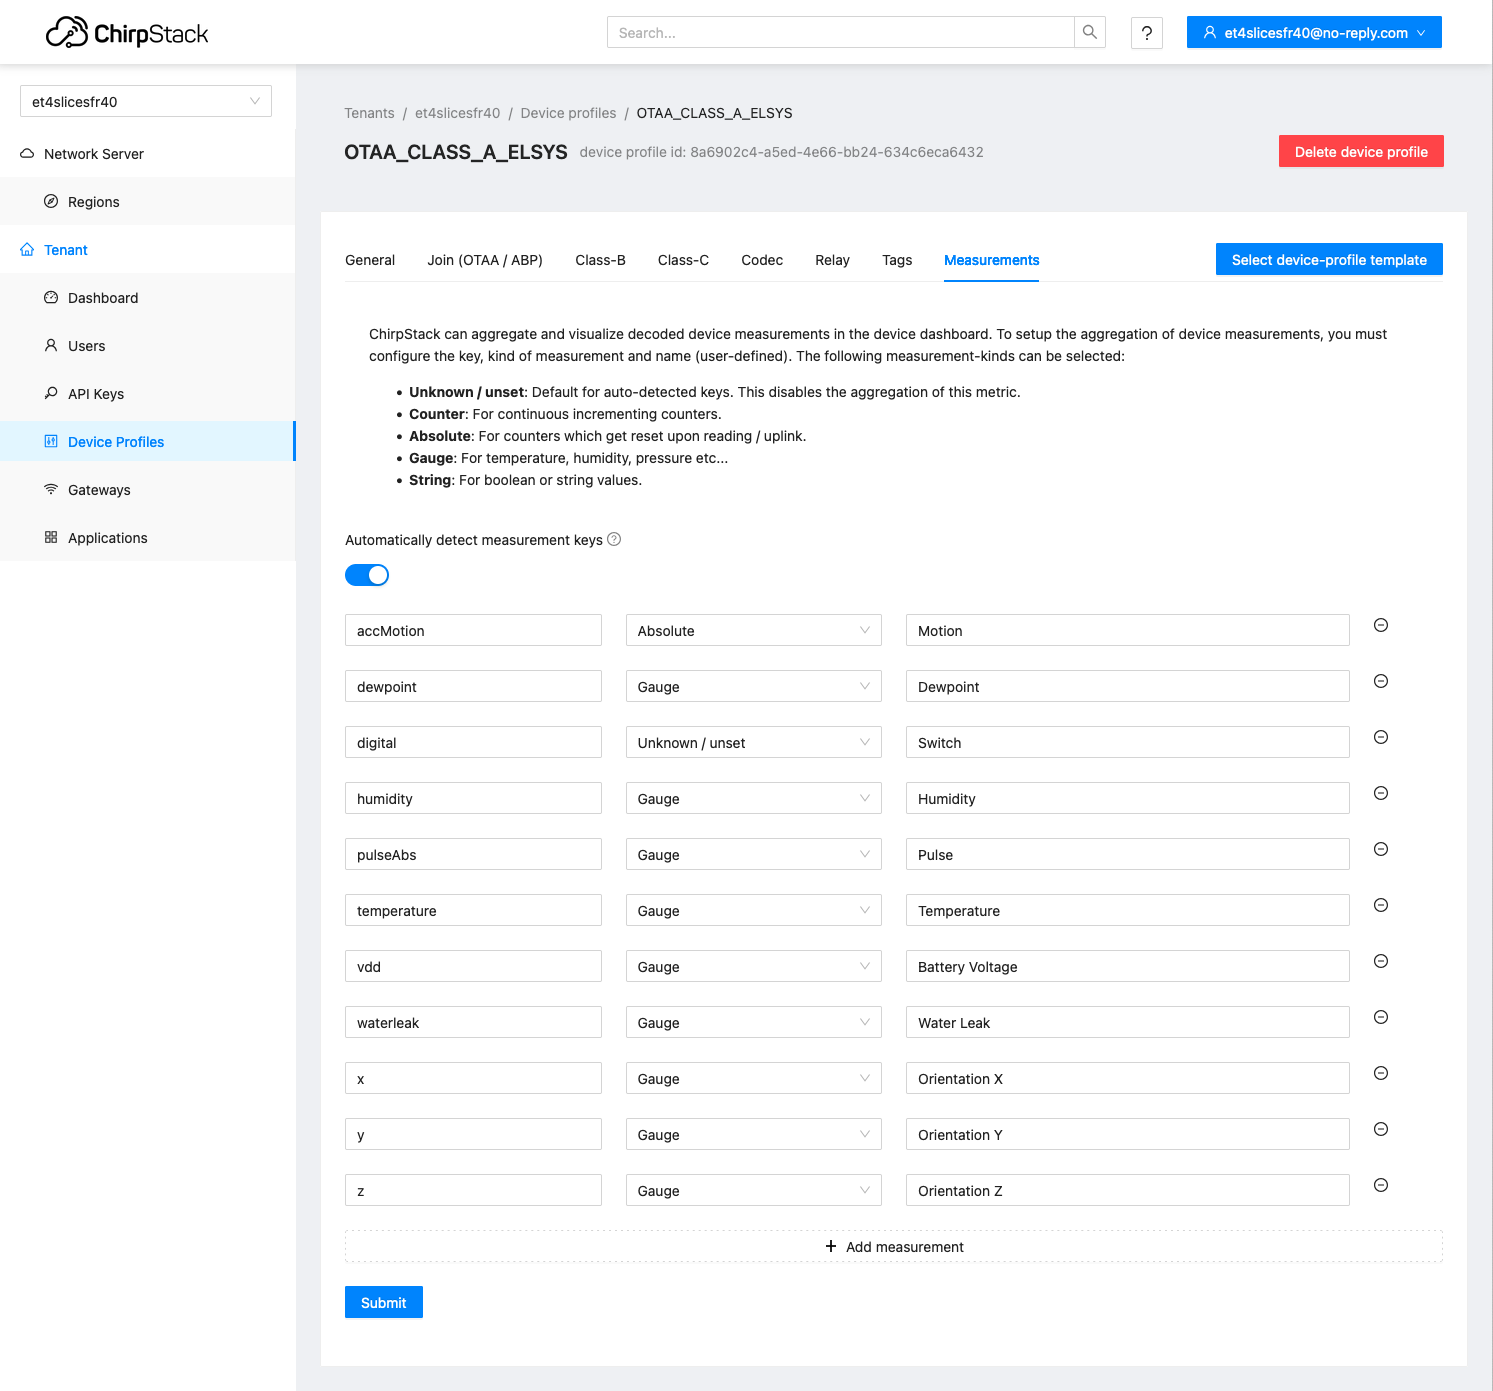 ChirpStack
Search...
?
et4slicesfr40@no-reply.com
et4slicesfr40
Network Server
Regions
Tenant
Dashboard
Users
API Keys
Device Profiles
Gateways
Applications
Tenants / et4slicesfr40 / Device profiles / OTAA_CLASS_A_ELSYS
OTAA_CLASS_A_ELSYS device profile id: 8a6902c4-a5ed-4e66-bb24-634c6eca6432
Delete device profile
General Join (OTAA / ABP) Class-B Class-C Codec Relay Tags Measurements
Select device-profile template
ChirpStack can aggregate and visualize decoded device measurements in the device dashboard. To setup the aggregation of device measurements, you must
configure the key, kind of measurement and name (user-defined). The following measurement-kinds can be selected:
• Unknown / unset: Default for auto-detected keys. This disables the aggregation of this metric.
• Counter: For continuous incrementing counters.
• Absolute: For counters which get reset upon reading / uplink.
• Gauge: For temperature, humidity, pressure etc...
• String: For boolean or string values.
Automatically detect measurement keys ?
accMotion Absolute Motion
dewpoint Gauge Dewpoint
digital Unknown / unset Switch
humidity Gauge Humidity
pulseAbs Gauge Pulse
temperature Gauge Temperature
vdd Gauge Battery Voltage
waterleak Gauge Water Leak
x Gauge Orientation X
y Gauge Orientation Y
z Gauge Orientation Z
+ Add measurement
Submit